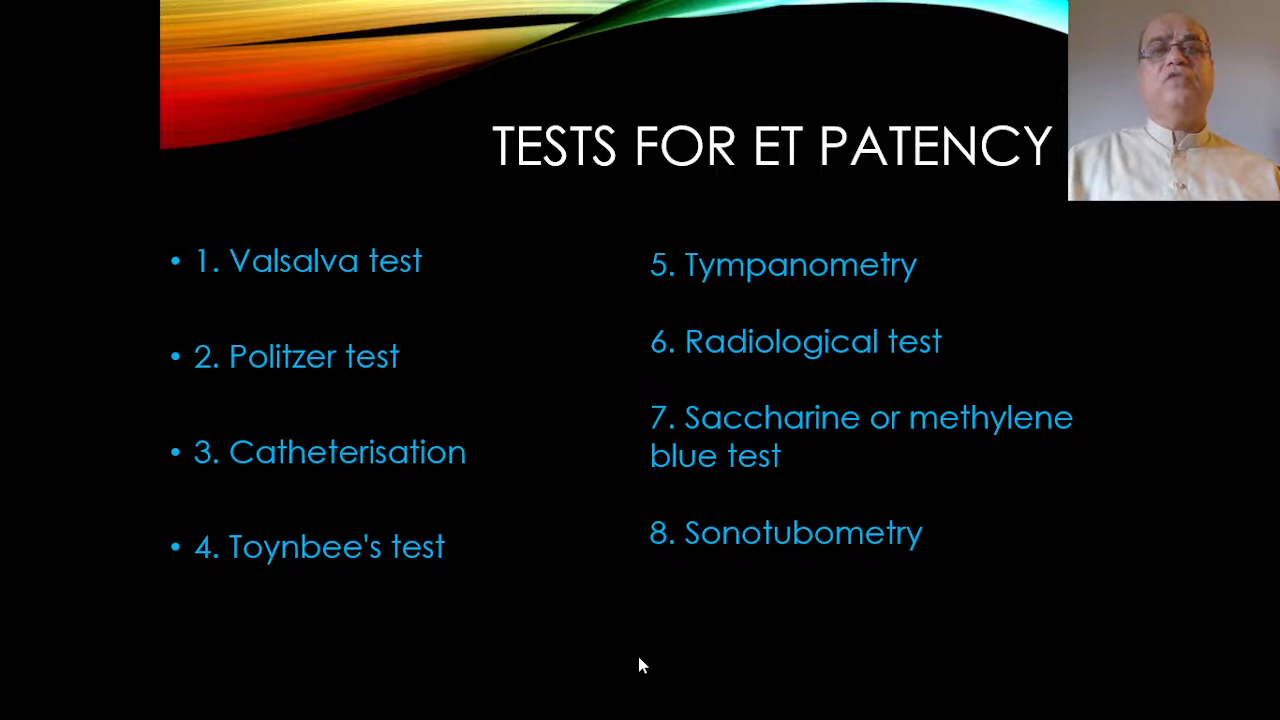 TESTS FOR ET PATENCY
• 1. Valsalva test
• 2. Politzer test
• 3. Catheterisation
• 4. Toynbee's test
5. Tympanometry
6. Radiological test
7. Saccharine or methylene
blue test
8. Sonotubometry